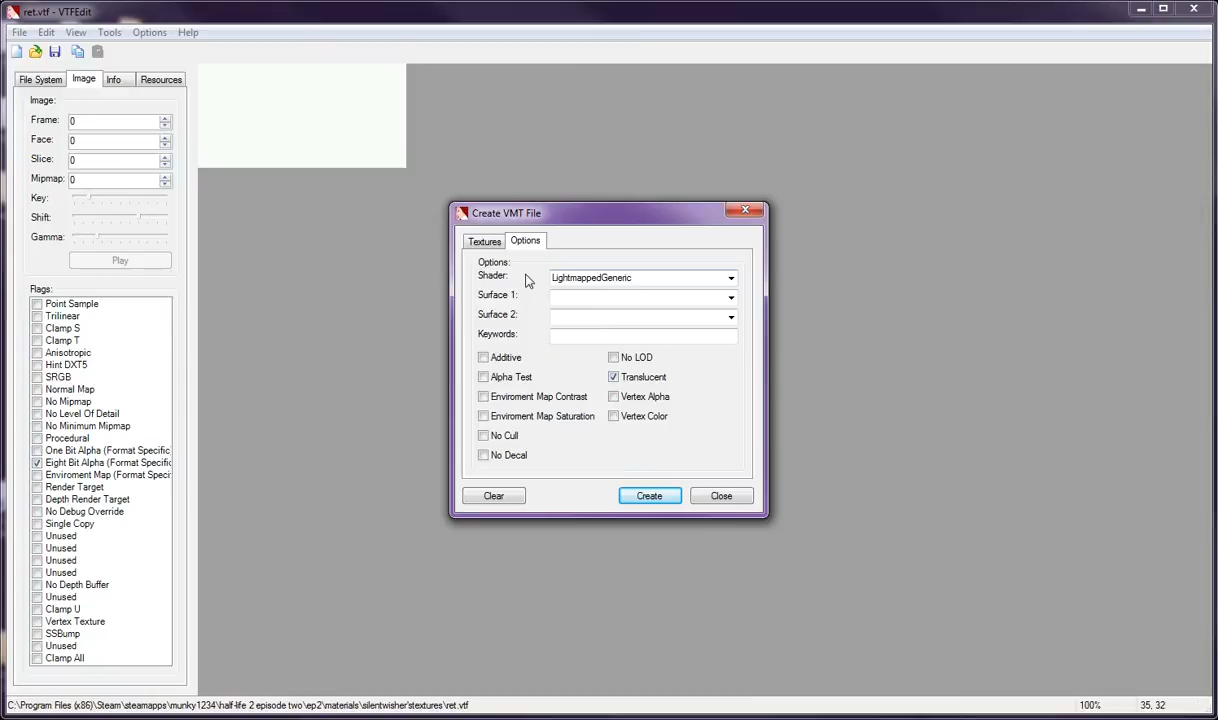 ret.vtf - VTFEdit
File Edit View Tools Options Help
File System Image Info Resources
Image:
Frame: 0
Face: 0
Slice: 0
Mipmap: 0
Key:
Shift:
Gamma:
Play
Flags:
Point Sample
Trilinear
Clamp S
Clamp T
Anisotropic
Hint DXT5
SRGB
Normal Map
No Mipmap
No Level Of Detail
No Minimum Mipmap
Procedural
One Bit Alpha (Format Specific
Eight Bit Alpha (Format Specific
Enviroment Map (Format Speci
Render Target
Depth Render Target
No Debug Override
Single Copy
Unused
Unused
Unused
Unused
No Depth Buffer
Unused
Clamp U
Vertex Texture
SSBump
Unused
Clamp All
Create VMT File
Textures Options
Options:
Shader: LightmappedGeneric
Surface 1:
Surface 2:
Keywords:
Additive No LOD
Alpha Test Translucent
Enviroment Map Contrast Vertex Alpha
Enviroment Map Saturation Vertex Color
No Cull
No Decal
Clear Create Close
C:\Program Files (x86)\Steam\steamapps\munky1234\half-life 2 episode two\ep2\materials\silentwisher'stextures\ret.vtf 100% 35, 32